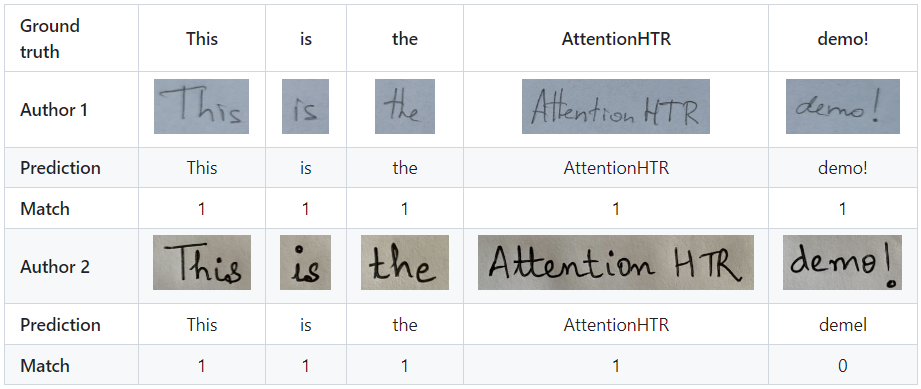 Ground truth This is the AttentionHTR demo!
Author 1 This is the Attention HTR demo!
Prediction This is the AttentionHTR demo!
Match 1 1 1 1 1
Author 2 This is the Attention HTR demo!
Prediction This is the AttentionHTR demel
Match 1 1 1 1 0